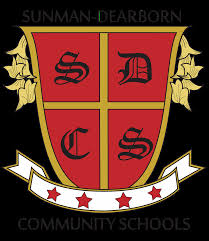 SUNMAN-DEARBORN
S D
C S
COMMUNITY SCHOOLS